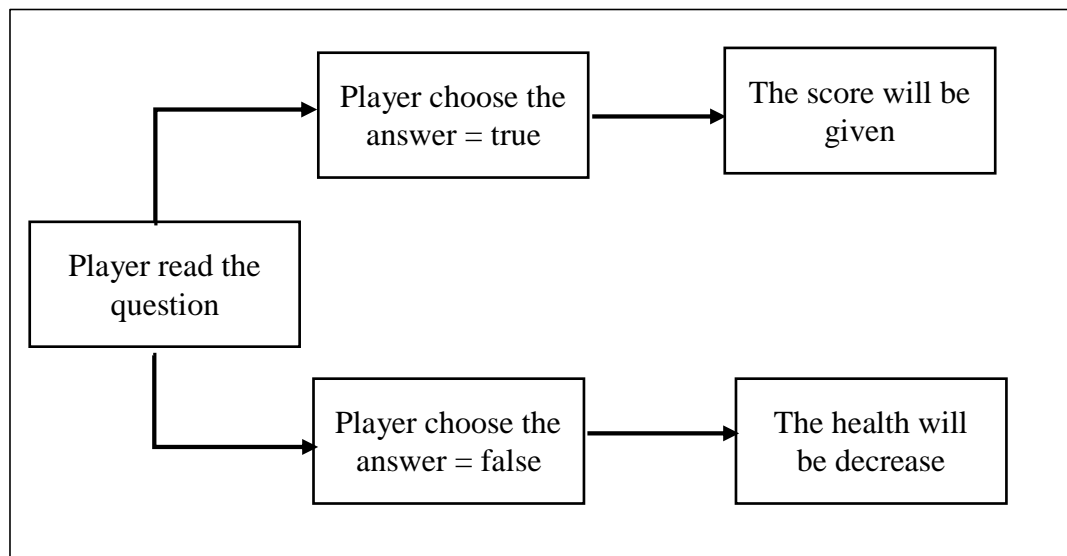 Player choose the
answer = true
The score will be
given
Player read the
question
Player choose the
answer = false
The health will
be decrease